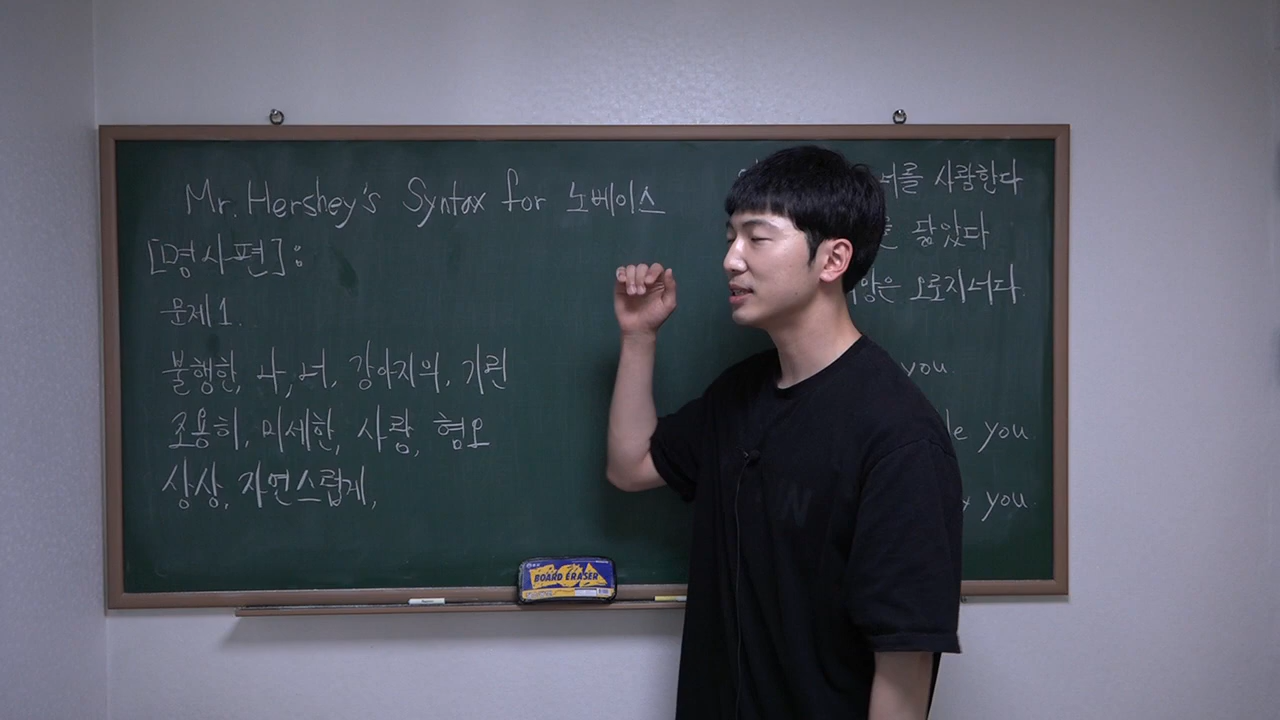 Mr. Hershey's Syntax for 노베이스
[명사편]:
문제 1.
불행한, 나, 너, 강아지의, 기린
조용히, 미세한, 사랑, 혐오
상상, 자연스럽게,
너를 사랑한다
닮았다
오로지 너다.
you.
you
you
BOARD ERASER